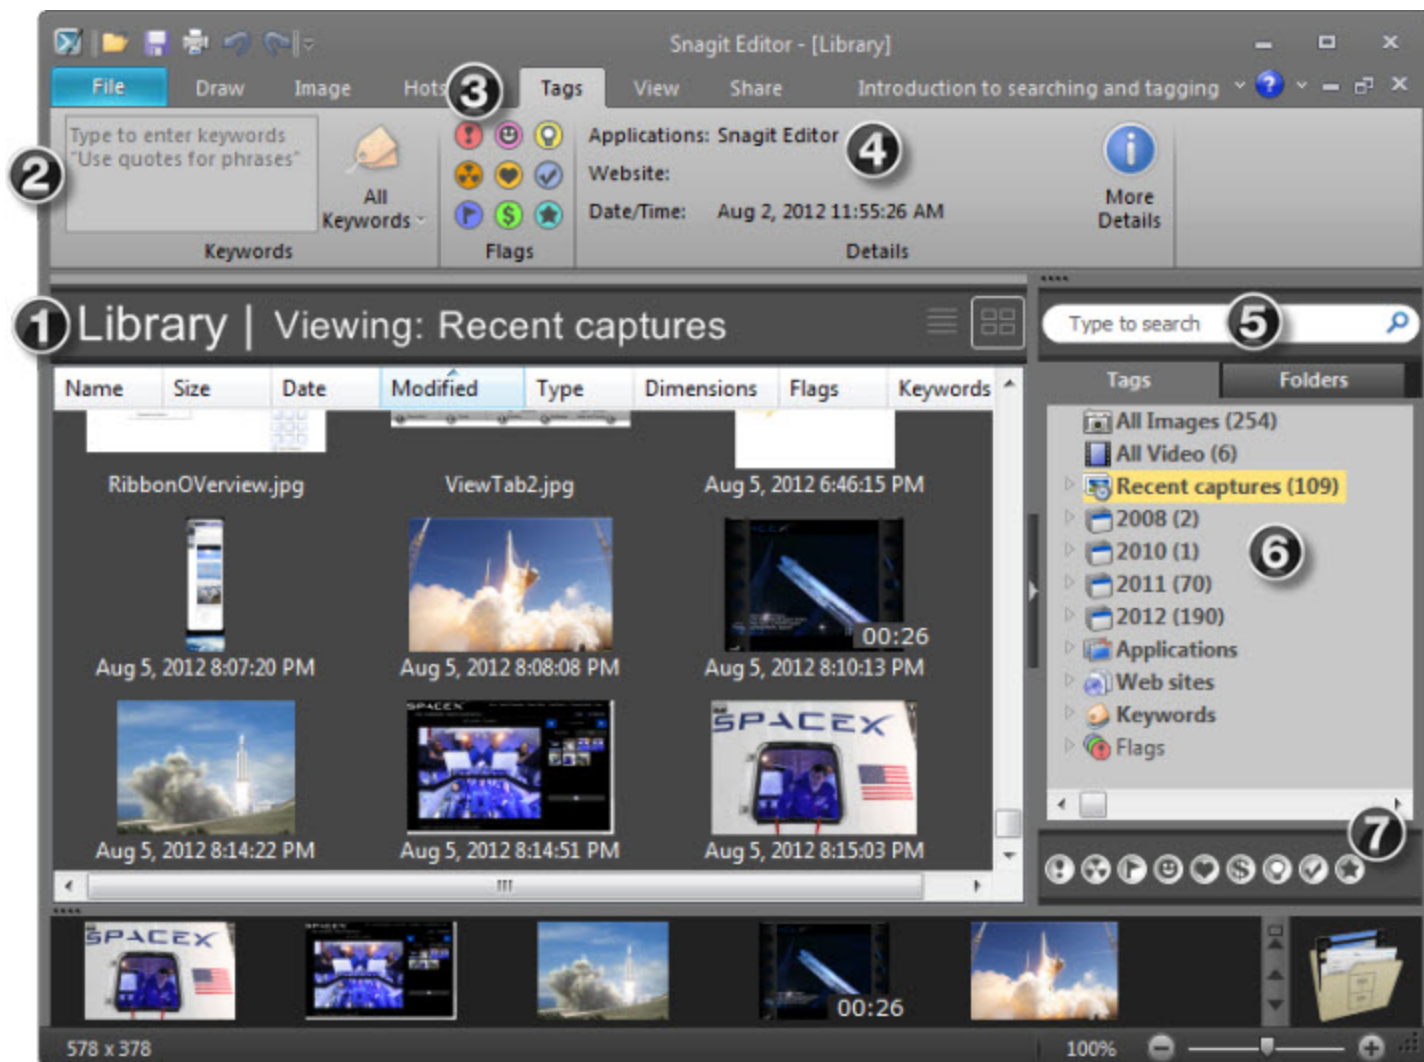 Snagit Editor - [Library]
File Draw Image Hots Tags View Share Introduction to searching and tagging
3
Type to enter keywords
"Use quotes for phrases"
2
All
Keywords
Keywords
Flags
Applications: Snagit Editor
4
Website:
Date/Time: Aug 2, 2012 11:55:26 AM
Details
More
Details
1
Library | Viewing: Recent captures
Name Size Date Modified Type Dimensions Flags Keywords
RibbonOVerview.jpg ViewTab2.jpg Aug 5, 2012 6:46:15 PM
SPACEX
00:26
Aug 5, 2012 8:07:20 PM Aug 5, 2012 8:08:08 PM Aug 5, 2012 8:10:13 PM
SPACEX SPACEX
Aug 5, 2012 8:14:22 PM Aug 5, 2012 8:14:51 PM Aug 5, 2012 8:15:03 PM
Type to search
5
Tags Folders
All Images (254)
All Video (6)
Recent captures (109)
2008 (2)
2010 (1)
2011 (70)
2012 (190)
Applications
Web sites
Keywords
Flags
6
7
SPACEX SPACEX
00:26
578 x 378 100%